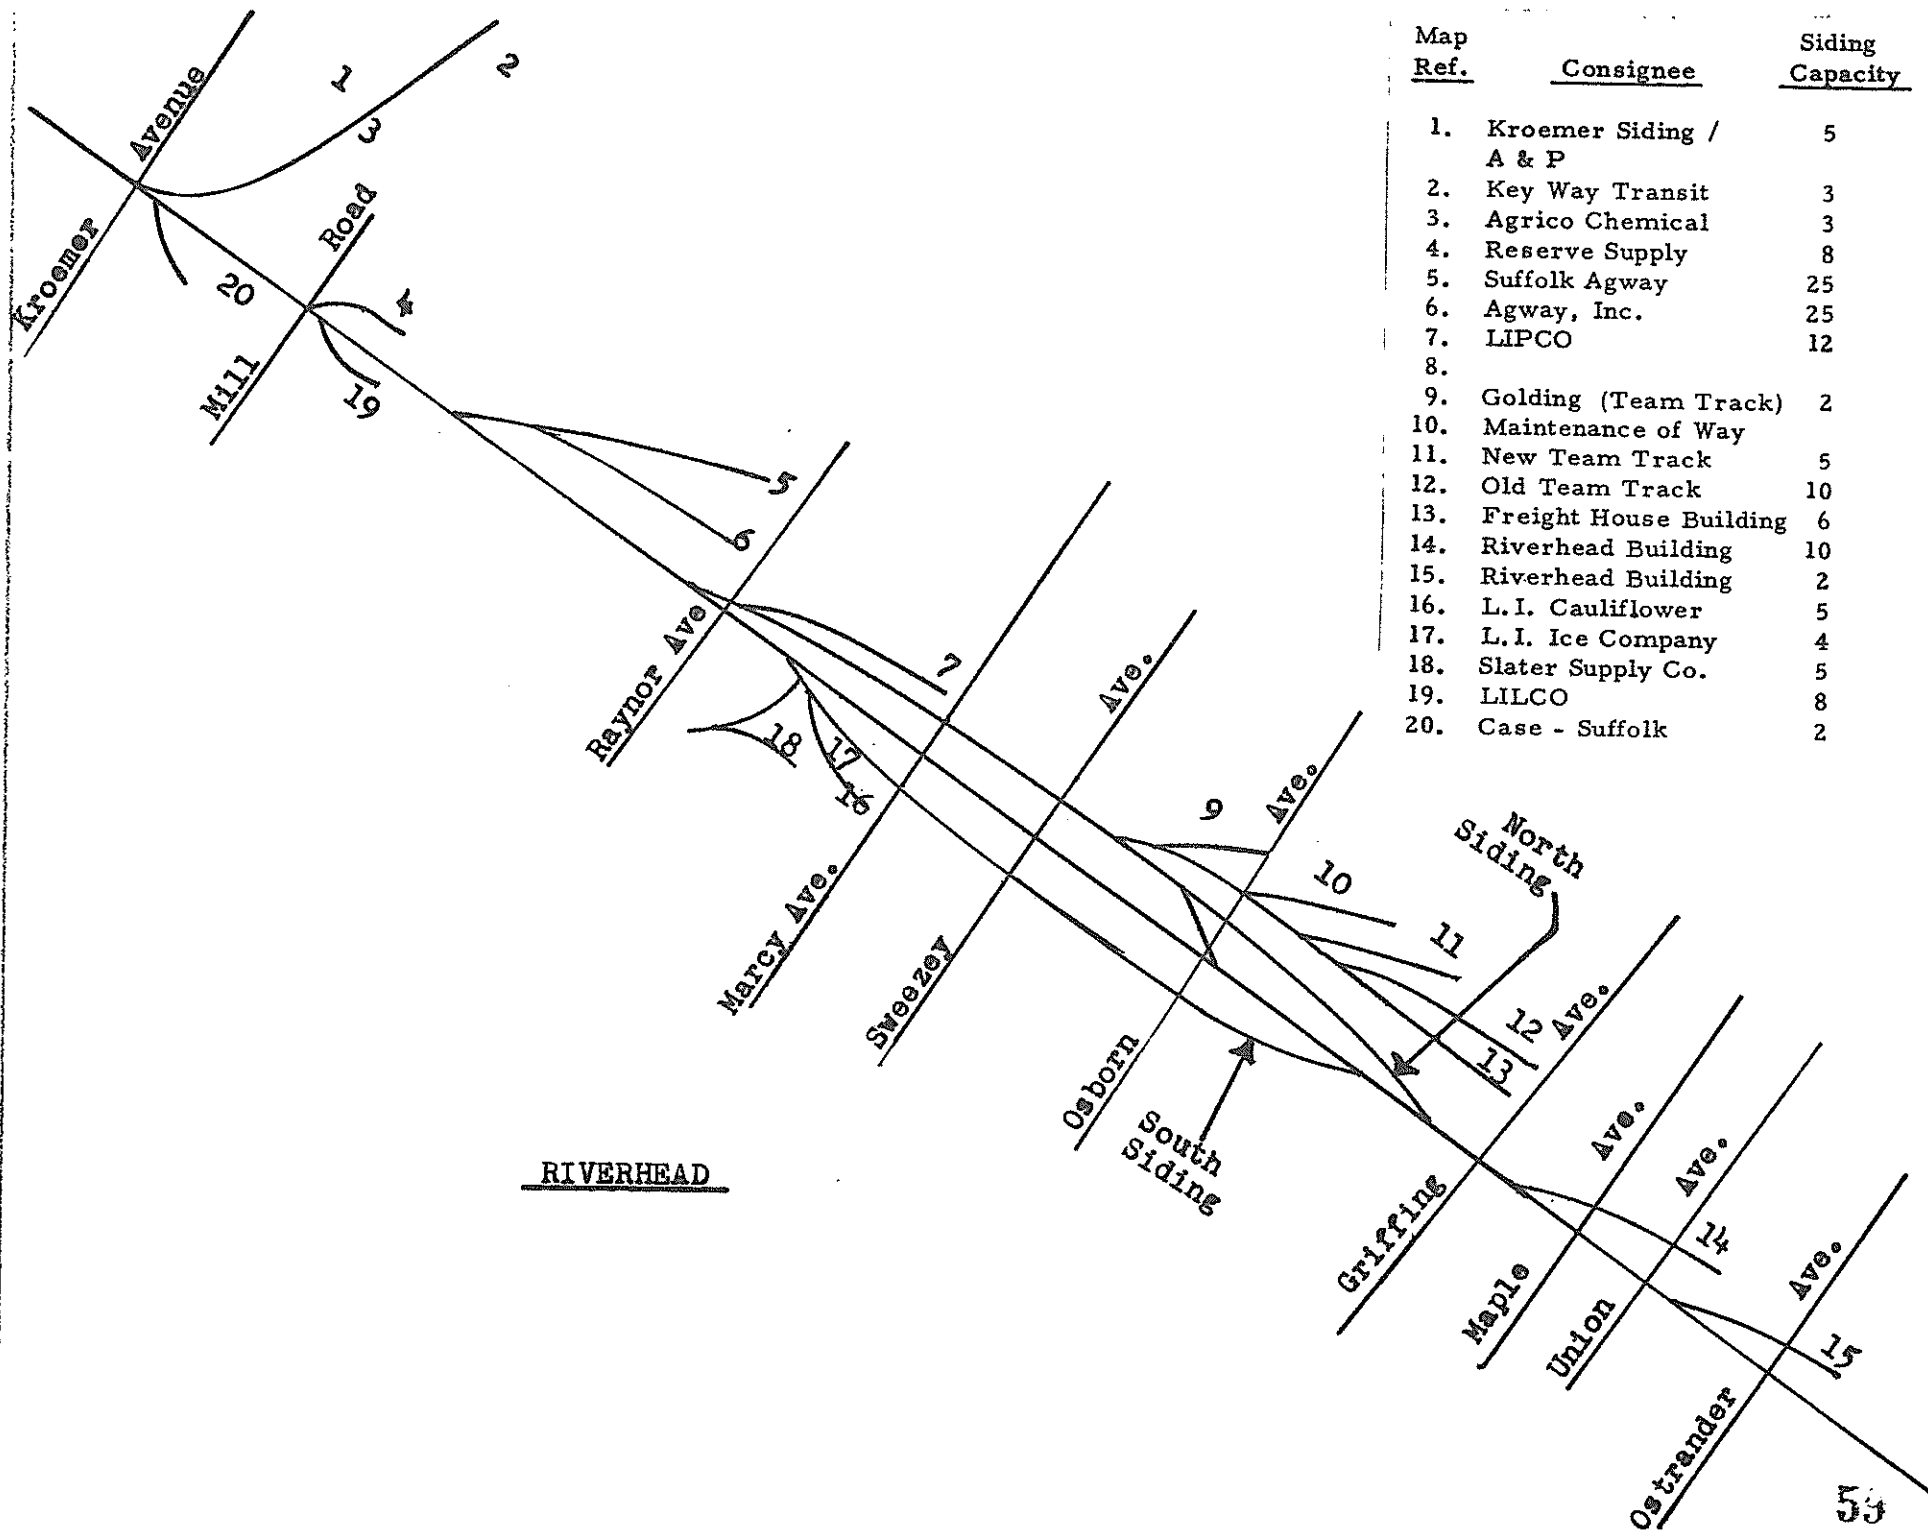 Map Siding
Ref. Consignee Capacity
1. Kroemer Siding / 5
A & P
2. Key Way Transit 3
3. Agrico Chemical 3
4. Reserve Supply 8
5. Suffolk Agway 25
6. Agway, Inc. 25
7. LIPCO 12
8.
9. Golding (Team Track) 2
10. Maintenance of Way
11. New Team Track 5
12. Old Team Track 10
13. Freight House Building 6
14. Riverhead Building 10
15. Riverhead Building 2
16. L.I. Cauliflower 5
17. L.I. Ice Company 4
18. Slater Supply Co. 5
19. LILCO 8
20. Case - Suffolk 2
1
2
3
Kroemer Avenue
20
Mill Road
4
19
5
6
Raynor Ave
7
18
17
16
Marcy Ave.
Sweezey Ave.
9
Osborn Ave.
10
11
North
Siding
12
13
South
Siding
Griffing Ave.
Maple Ave.
Union Ave.
14
Ostrander Ave.
15
RIVERHEAD